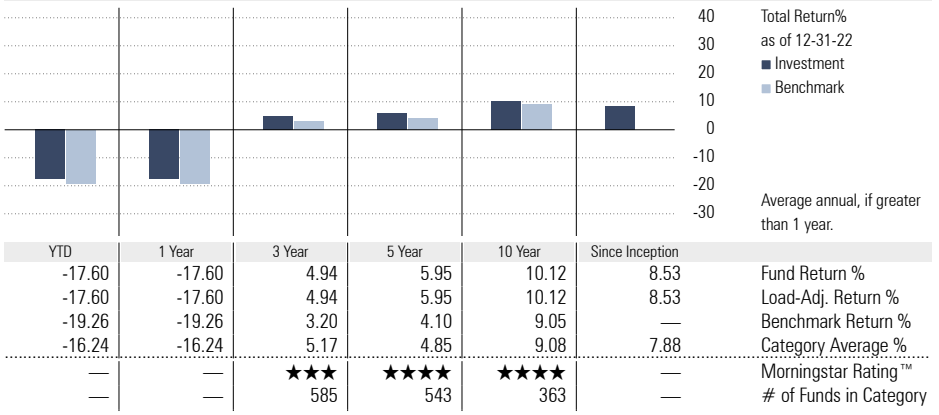 40
30
20
10
0
-10
-20
-30
Total Return%
as of 12-31-22
■ Investment
■ Benchmark
Average annual, if greater
than 1 year.
YTD 1 Year 3 Year 5 Year 10 Year Since Inception
-17.60 -17.60 4.94 5.95 10.12 8.53 Fund Return %
-17.60 -17.60 4.94 5.95 10.12 8.53 Load-Adj. Return %
-19.26 -19.26 3.20 4.10 9.05 — Benchmark Return %
-16.24 -16.24 5.17 4.85 9.08 7.88 Category Average %
— — ★★★ ★★★★ ★★★★ — Morningstar Rating™
— — 585 543 363 — # of Funds in Category